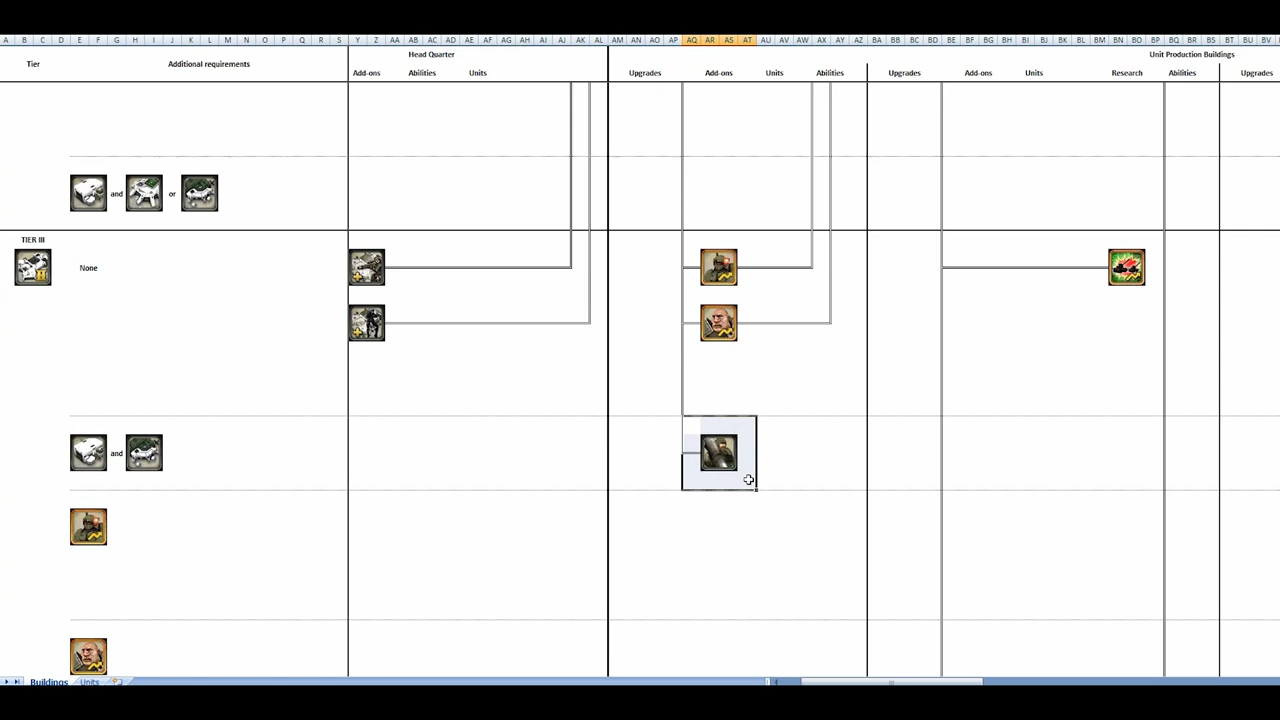 A B C D E F G H I J K L M N O P Q R S Y Z AA AB AC AD AE AF AG AH AI AJ AK AL AM AN AO AP AQ AR AS AT AU AV AW AX AY AZ BA BB BC BD BE BF BG BH BI BJ BK BL BM BN BO BP BQ BR BS BT BU BV
Head Quarter Unit Production Buildings
Tier Additional requirements
Add-ons Abilities Units Upgrades Add-ons Units Abilities Upgrades Add-ons Units Research Abilities Upgrades
and or
TIER III
None
and
Buildings Units